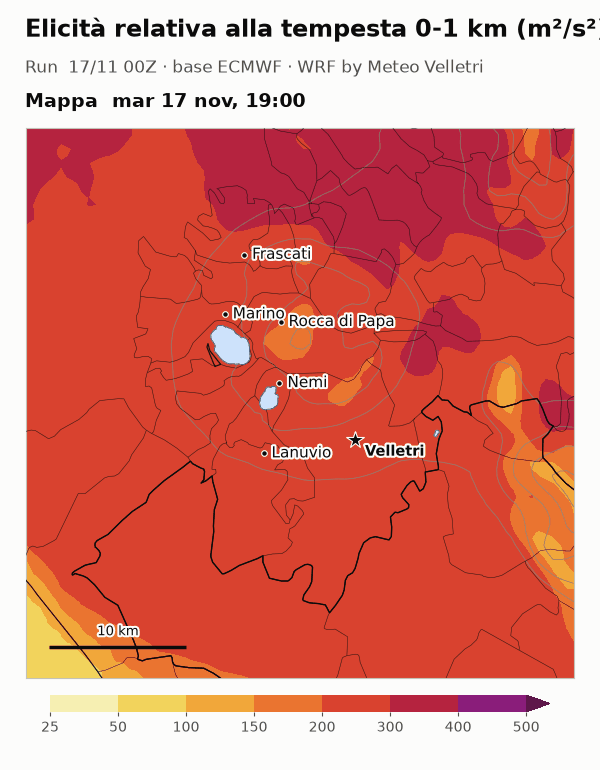 Elicità relativa alla tempesta 0-1 km (m²/s²)
Run 17/11 00Z · base ECMWF · WRF by Meteo Velletri
Mappa mar 17 nov, 19:00
Frascati
Marino
Rocca di Papa
Nemi
Lanuvio
Velletri
10 km
25 50 100 150 200 300 400 500